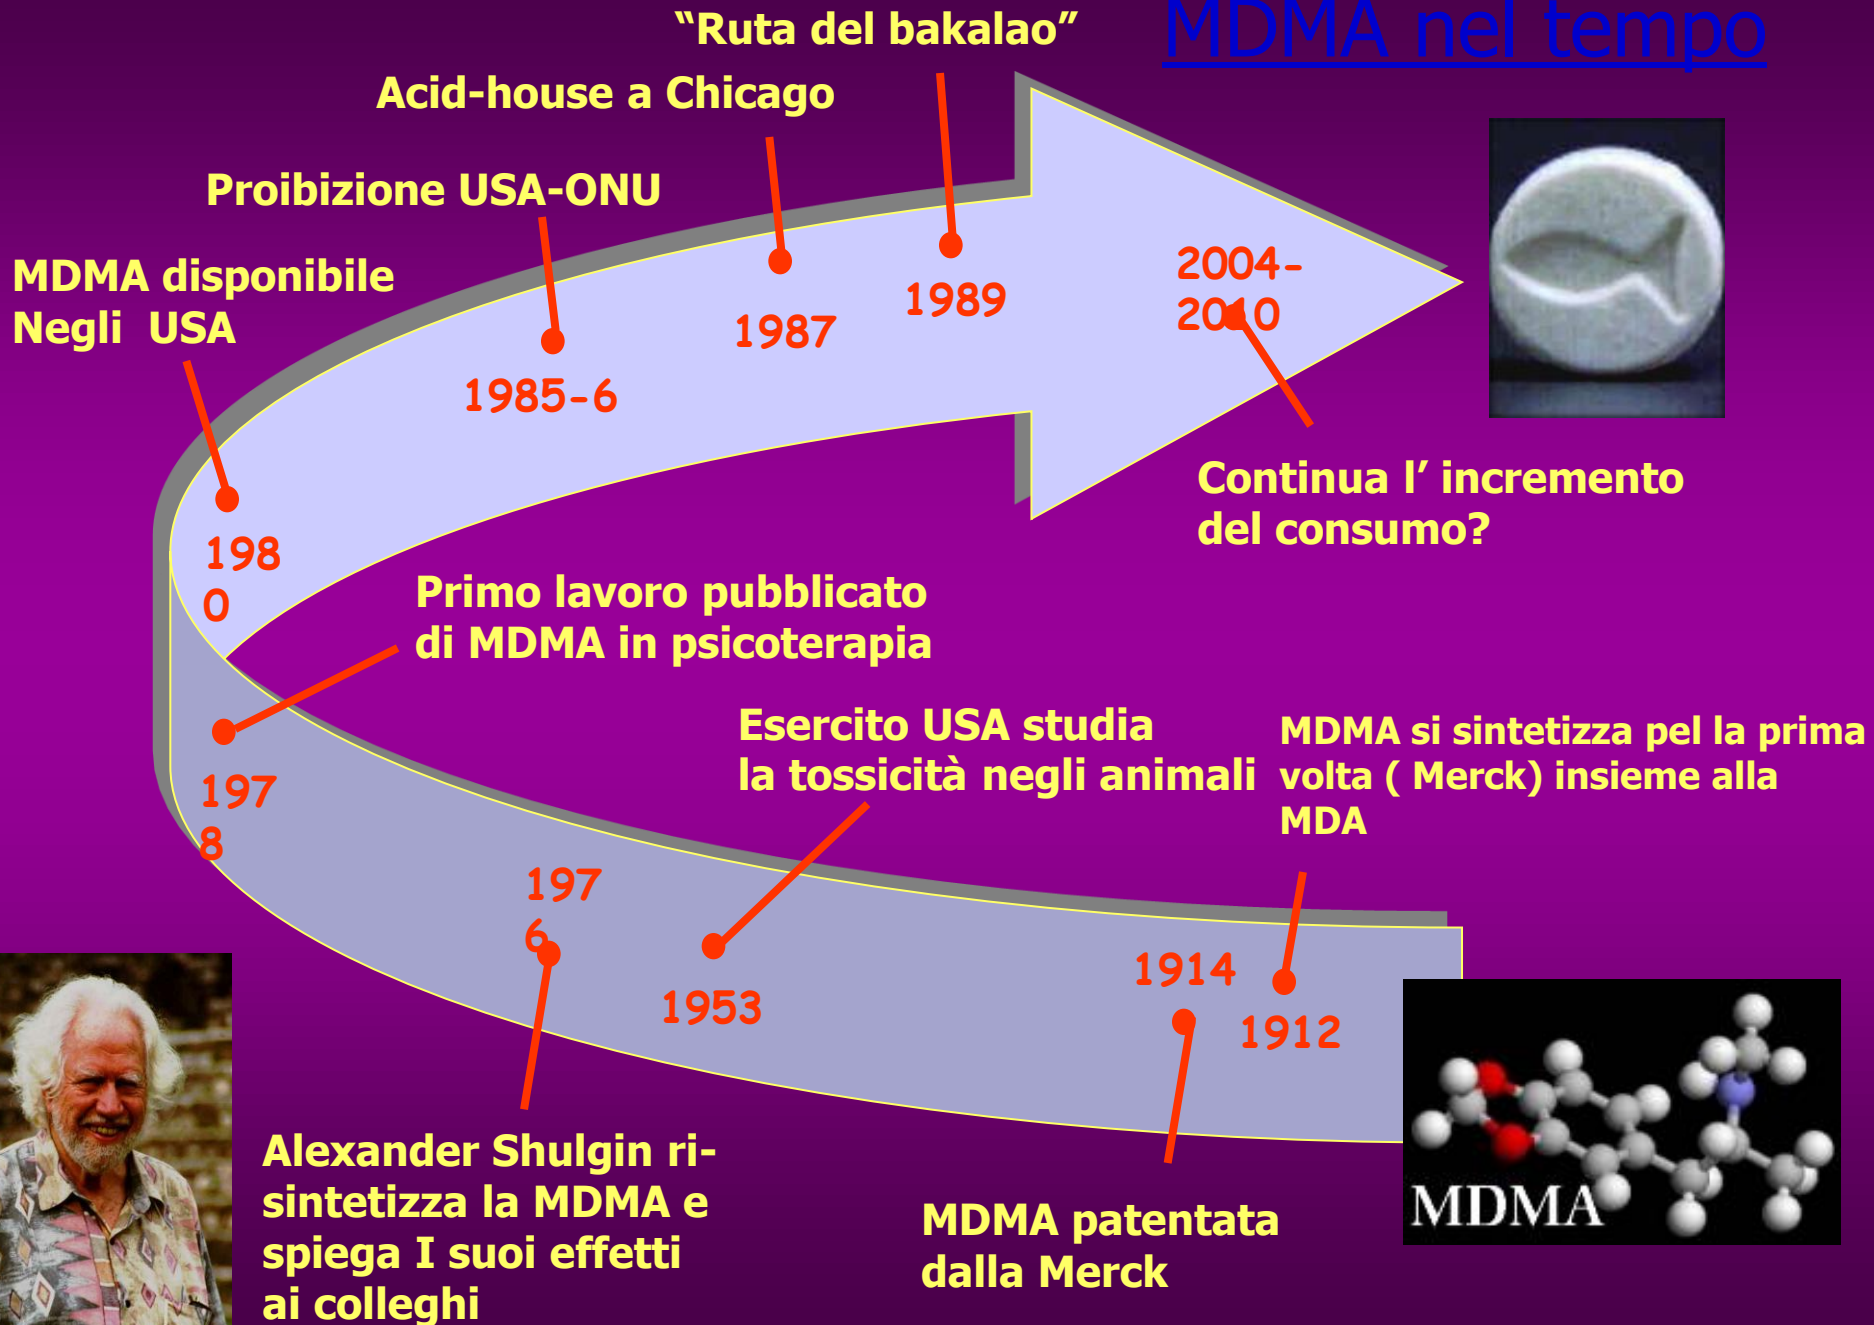 MDMA nel tempo
“Ruta del bakalao”
Acid-house a Chicago
Proibizione USA-ONU
MDMA disponibile
Negli  USA
2004-
2010
1989
1987
1985-6
198
0
Continua l’ incremento
del consumo?
Primo lavoro pubblicato
di MDMA in psicoterapia
197
8
Esercito USA studia
la tossicità negli animali
MDMA si sintetizza pel la prima
volta ( Merck) insieme alla
MDA
197
6
1953
1914
1912
Alexander Shulgin ri-
sintetizza la MDMA e
spiega I suoi effetti
ai colleghi
MDMA patentata
dalla Merck
MDMA